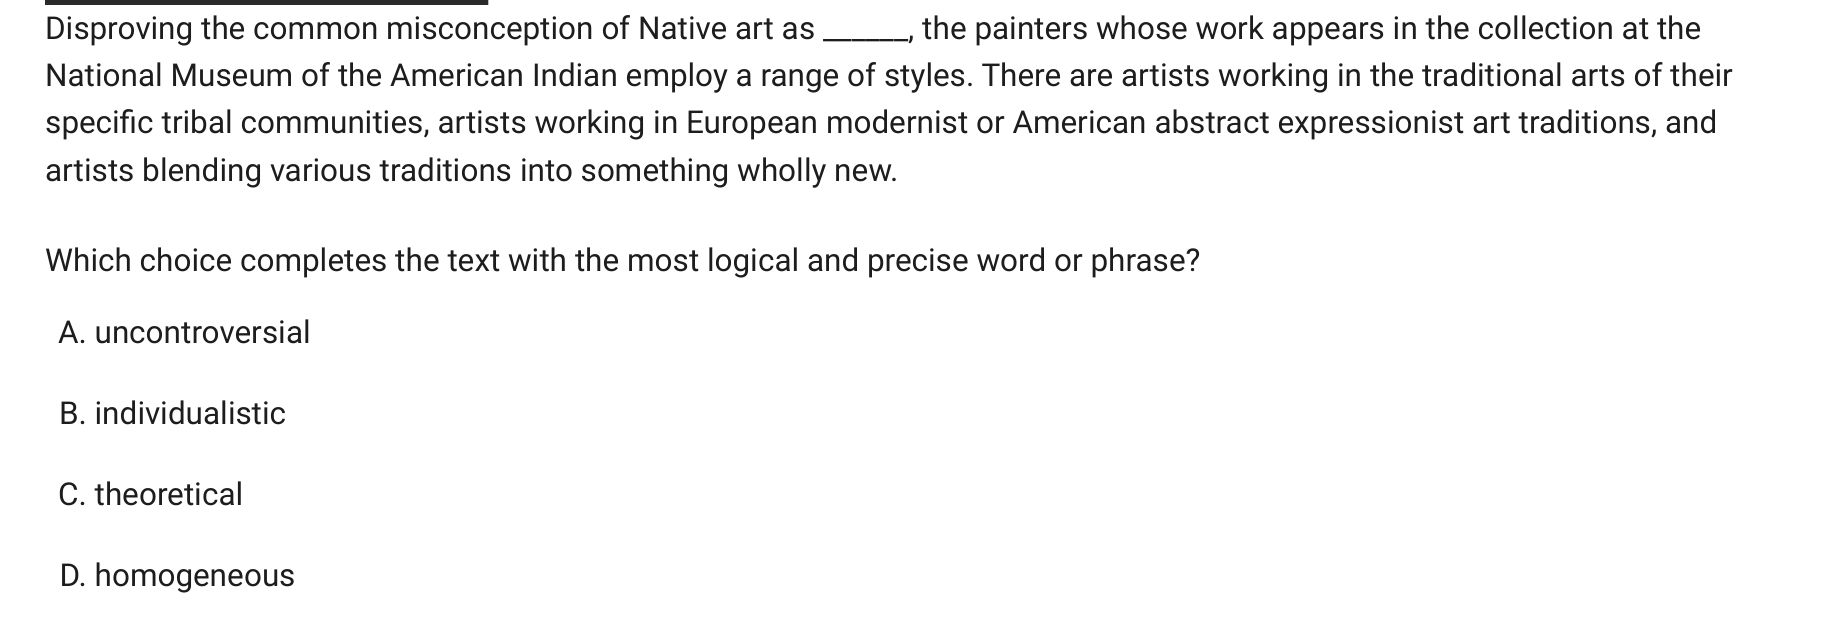 Disproving the common misconception of Native art as ______, the painters whose work appears in the collection at the
National Museum of the American Indian employ a range of styles. There are artists working in the traditional arts of their
specific tribal communities, artists working in European modernist or American abstract expressionist art traditions, and
artists blending various traditions into something wholly new.
Which choice completes the text with the most logical and precise word or phrase?
A. uncontroversial
B. individualistic
C. theoretical
D. homogeneous